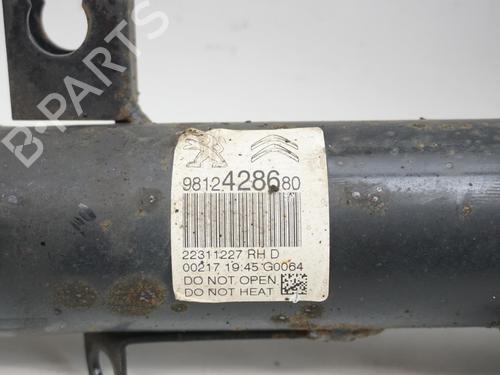 B-PARTS
9812428680
22311227 RH D
00217 19:45 G0064
DO NOT OPEN
DO NOT HEAT